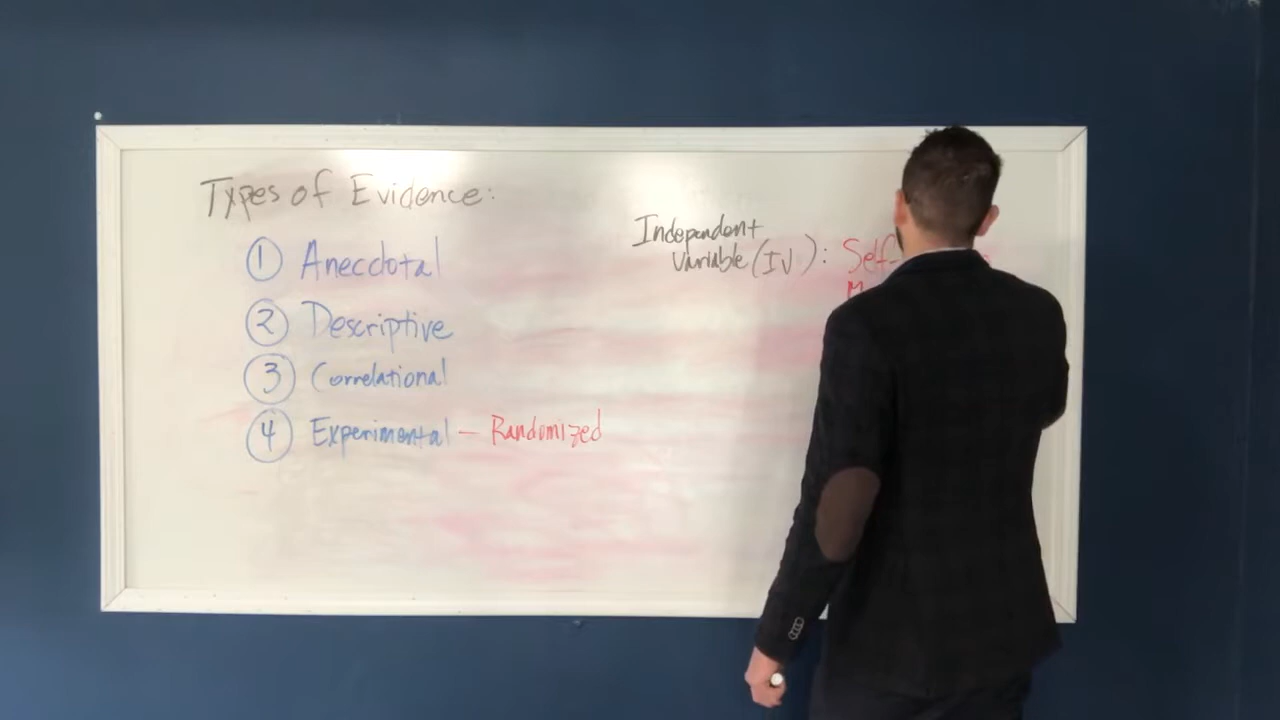 Types of Evidence:
1 Anecdotal
2 Descriptive
3 Correlational
4 Experimental - Randomized
Independent
Variable (IV): Self-